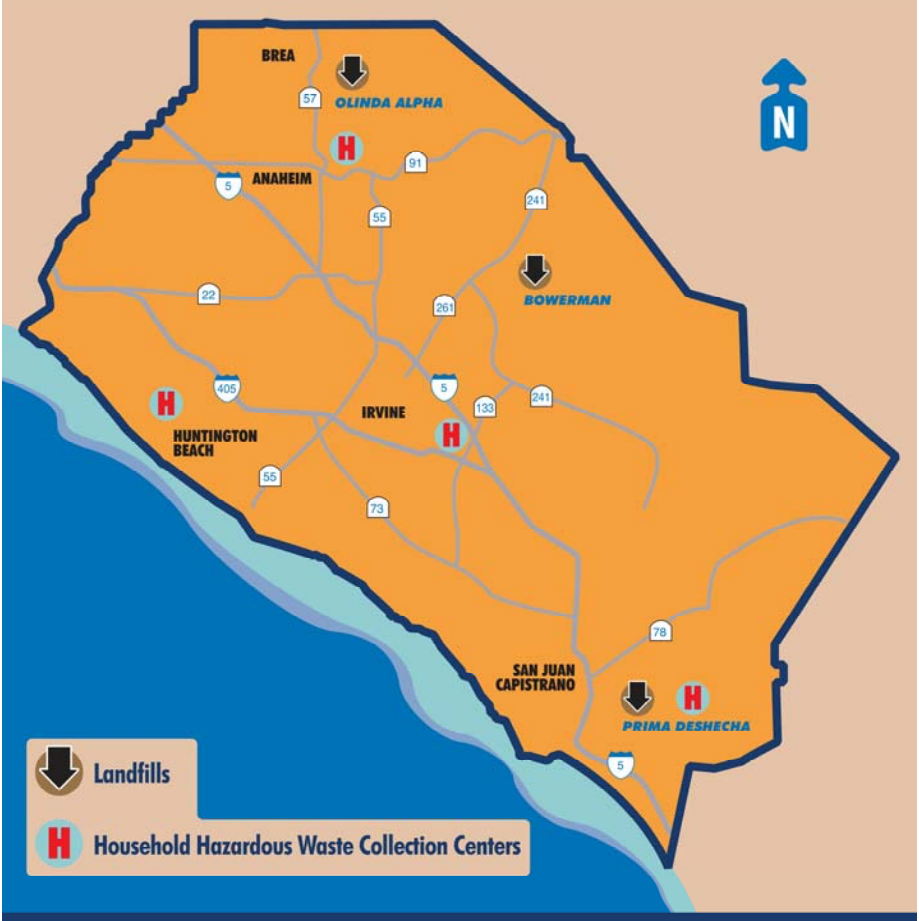 BREA
57
OLINDA ALPHA
N
91
5
ANAHEIM
241
55
BOWERMAN
22
261
405
5
241
133
IRVINE
HUNTINGTON
BEACH
55
73
78
SAN JUAN
CAPISTRANO
PRIMA DESHECHA
5
Landfills
H Household Hazardous Waste Collection Centers
H
H
H
H